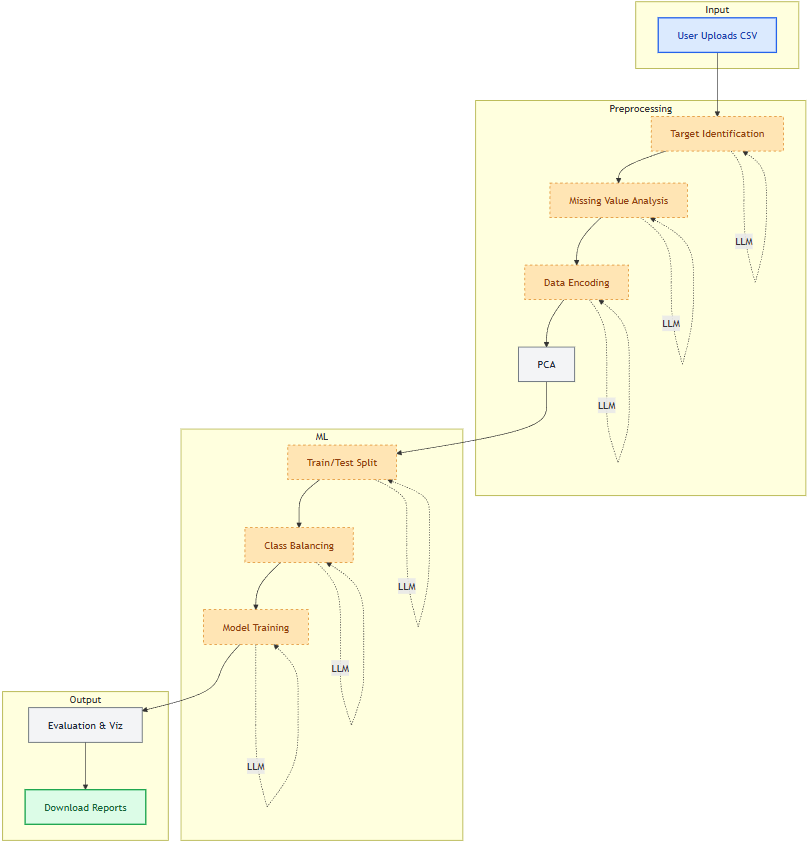 Input
User Uploads CSV
Preprocessing
Target Identification
Missing Value Analysis
LLM
Data Encoding
LLM
PCA
LLM
ML
Train/Test Split
Class Balancing
LLM
Model Training
LLM
Output
Evaluation & Viz
LLM
Download Reports